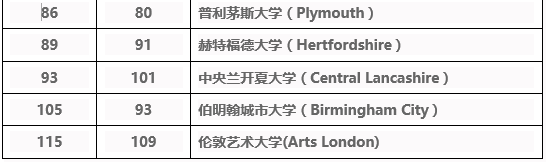 86 80 普利茅斯大学（Plymouth）
89 91 赫特福德大学（Hertfordshire）
93 101 中央兰开夏大学（Central Lancashire）
105 93 伯明翰城市大学（Birmingham City）
115 109 伦敦艺术大学(Arts London)